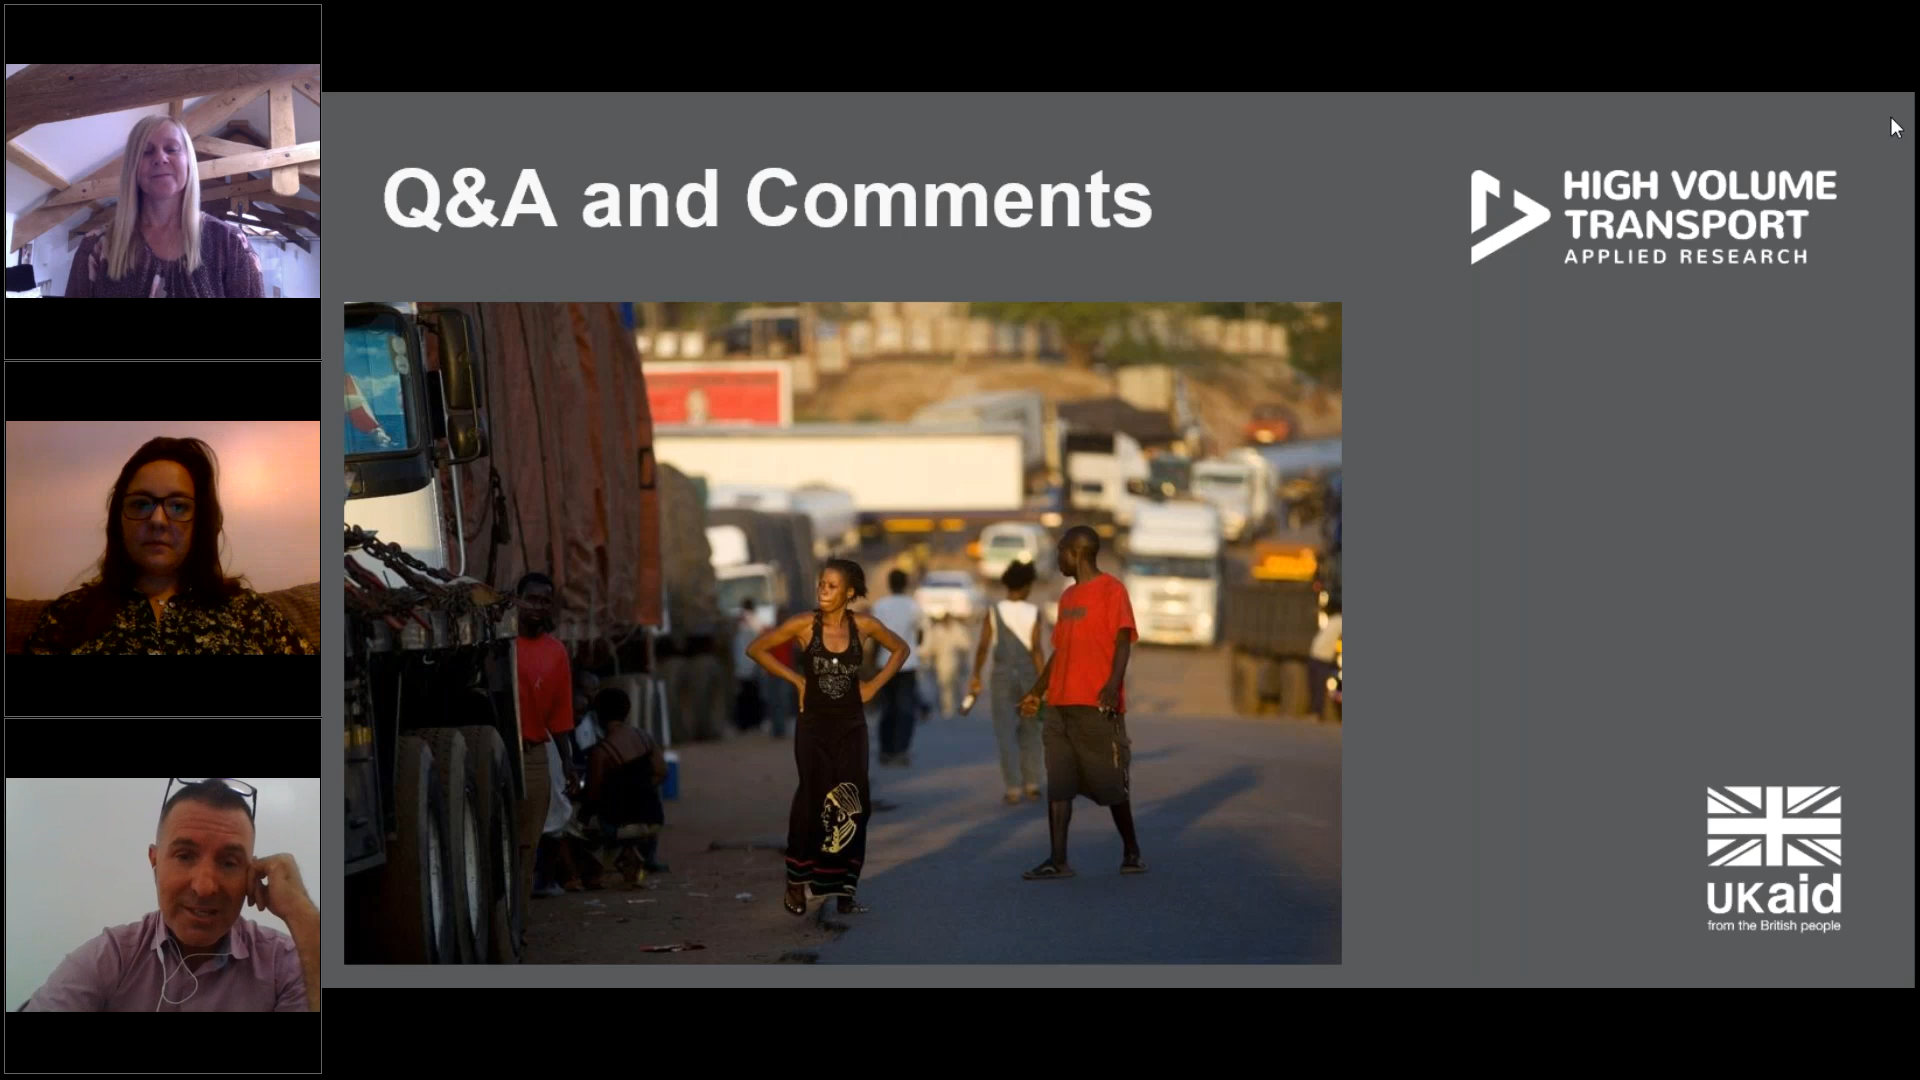 Q&A and Comments
HIGH VOLUME
TRANSPORT
APPLIED RESEARCH
UKaid
from the British people